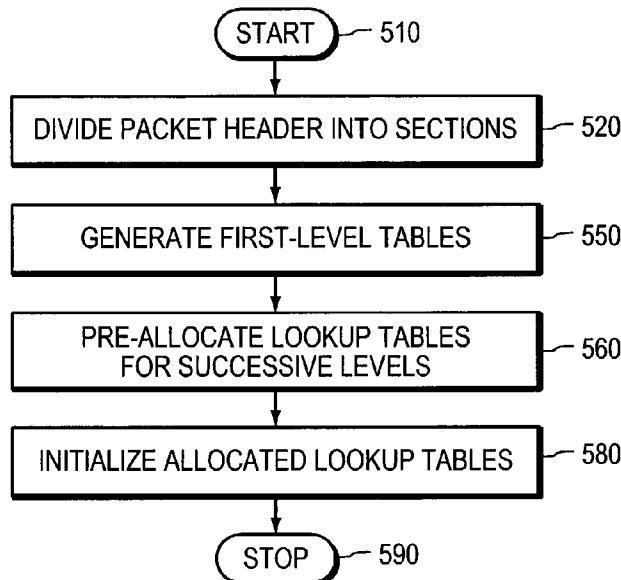 START 510
DIVIDE PACKET HEADER INTO SECTIONS 520
GENERATE FIRST-LEVEL TABLES 550
PRE-ALLOCATE LOOKUP TABLES
FOR SUCCESSIVE LEVELS 560
INITIALIZE ALLOCATED LOOKUP TABLES 580
STOP 590